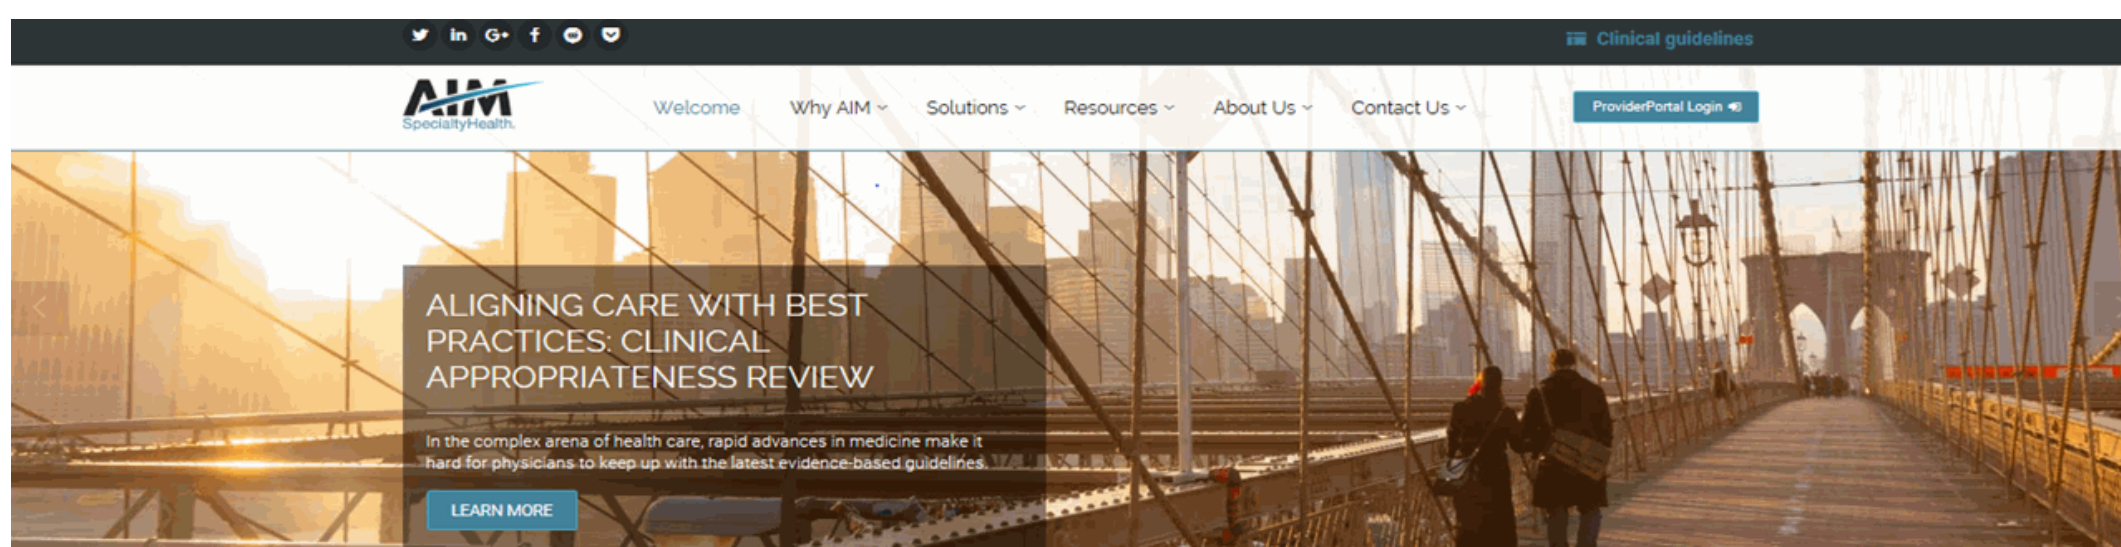 Clinical guidelines
AIM
SpecialtyHealth.
Welcome
Why AIM
Solutions
Resources
About Us
Contact Us
ProviderPortal Login
ALIGNING CARE WITH BEST
PRACTICES: CLINICAL
APPROPRIATENESS REVIEW
In the complex arena of health care, rapid advances in medicine make it
hard for physicians to keep up with the latest evidence-based guidelines.
LEARN MORE